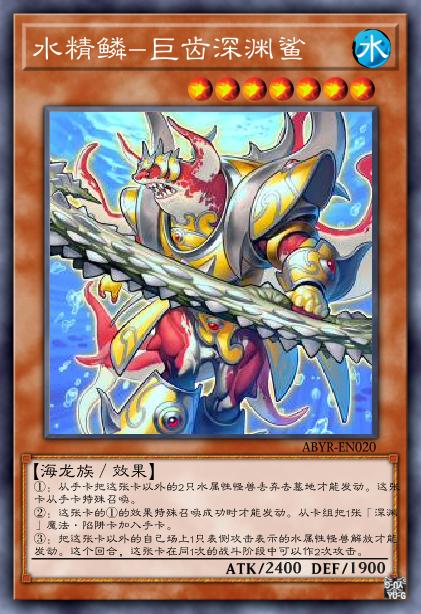 水精鳞-巨齿深渊鲨
水
ABYR-EN020
【海龙族/效果】
①：从手卡把这张卡以外的2只水属性怪兽丢弃去墓地才能发动。这张
卡从手卡特殊召唤。
②：这张卡的①的效果特殊召唤成功时才能发动。从卡组把1张「深渊」
魔法·陷阱卡加入手卡。
③：把这张卡以外的自己场上1只表侧攻击表示的水属性怪兽解放才能
发动。这个回合，这张卡在同1次的战斗阶段中可以作2次攻击。
ATK/2400 DEF/1900